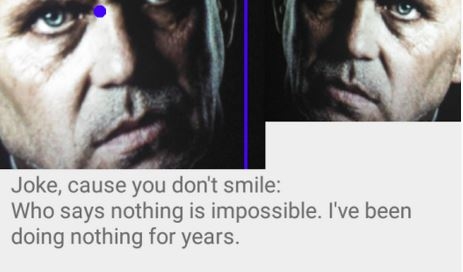 Joke, cause you don't smile:
Who says nothing is impossible. I've been
doing nothing for years.